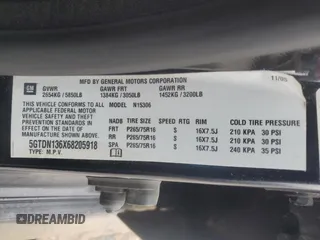 MFD BY GENERAL MOTORS CORPORATION
11/05
GM
GVWR GAWR FRT GAWR RR
2654KG / 5850LB 1384KG / 3050LB 1452KG / 3200LB
THIS VEHICLE CONFORMS TO ALL APPLICABLE FEDERAL MOTOR VEHICLE SAFETY STANDARDS IN EFFECT ON THE DATE OF MANUFACTURE SHOWN ABOVE.
5GTDN136X68205918
TYPE: M.P.V.
MODEL: N15306
NADB TIRE SIZE SPEED RTG RIM COLD TIRE PRESSURE
FRT P265/75R16 S 16X7.5J 210 KPA 30 PSI
RR P265/75R16 S 16X7.5J 210 KPA 30 PSI
SPA P265/75R16 S 16X7.5J 240 KPA 35 PSI
DREAMBID